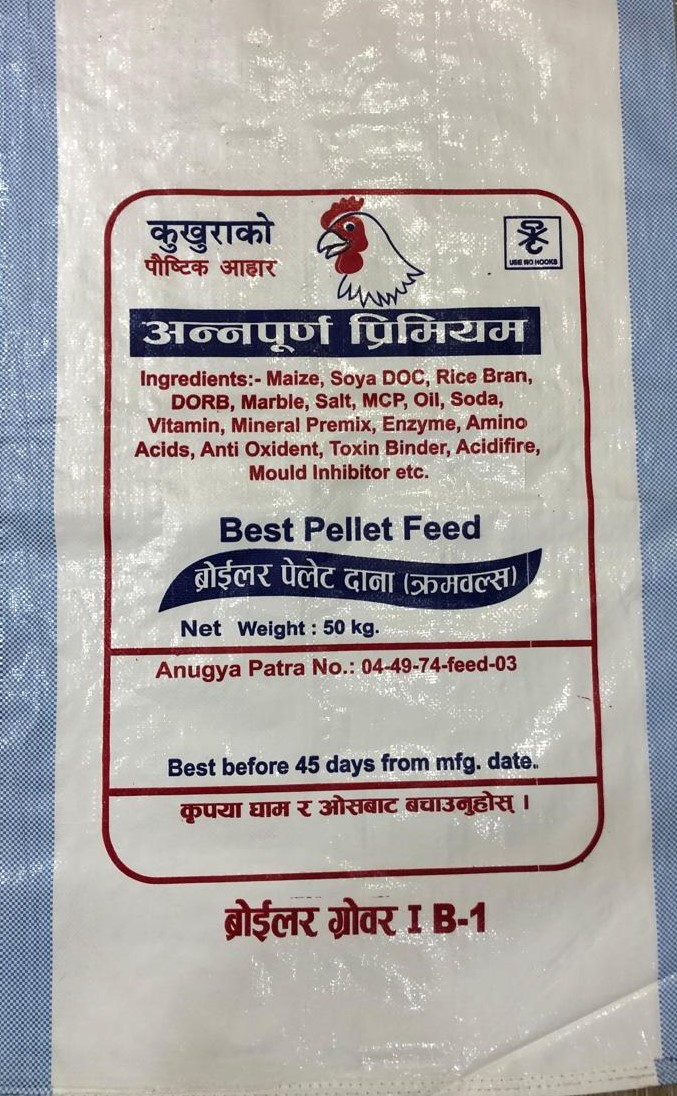 कुखुराको
पौष्टिक आहार
USE NO HOOKS
अन्नपूर्ण प्रिमियम
Ingredients:- Maize, Soya DOC, Rice Bran,
DORB, Marble, Salt, MCP, Oil, Soda,
Vitamin, Mineral Premix, Enzyme, Amino
Acids, Anti Oxident, Toxin Binder, Acidifire,
Mould Inhibitor etc.
Best Pellet Feed
ब्रोईलर पेलेट दाना (क्रमवल्स)
Net Weight : 50 kg.
Anugya Patra No.: 04-49-74-feed-03
Best before 45 days from mfg. date.
कृपया घाम र ओसबाट बचाउनुहोस् ।
ब्रोईलर ग्रोवर I B-1